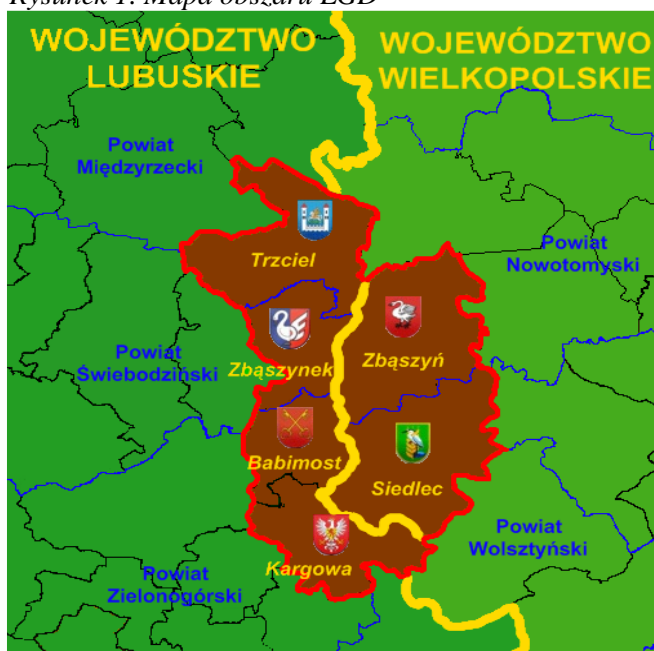 Rysunek 1. Mapa obszaru LGD
WOJEWÓDZTWO
LUBUSKIE
WOJEWÓDZTWO
WIELKOPOLSKIE
Powiat
Międzyrzecki
Trzciel
Powiat
Nowotomyski
Powiat
Świebodziński
Zbąszynek
Zbąszyń
Babimost
Siedlec
Powiat
Wolsztyński
Kargowa
Powiat
Zielonogórski